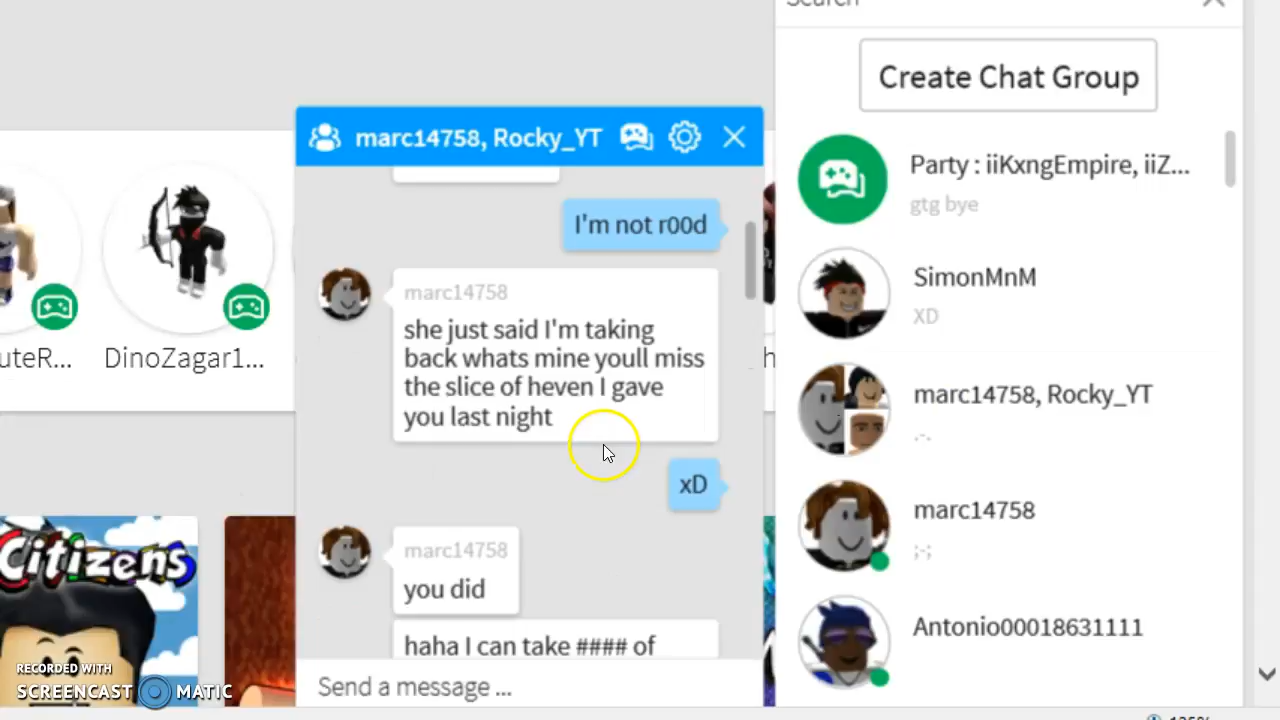 Search
Create Chat Group
marc14758, Rocky_YT
Party : iiKxngEmpire, iiZ...
gtg bye
I'm not r00d
SimonMnM
XD
marc14758
she just said I'm taking
back whats mine youll miss
the slice of heven I gave
you last night
uteR...
DinoZagar1...
h
marc14758, Rocky_YT
.-.
xD
marc14758
;-;
marc14758
you did
haha I can take #### of
Antonio00018631111
Citizens
Send a message ...
RECORDED WITH
SCREENCAST MATIC